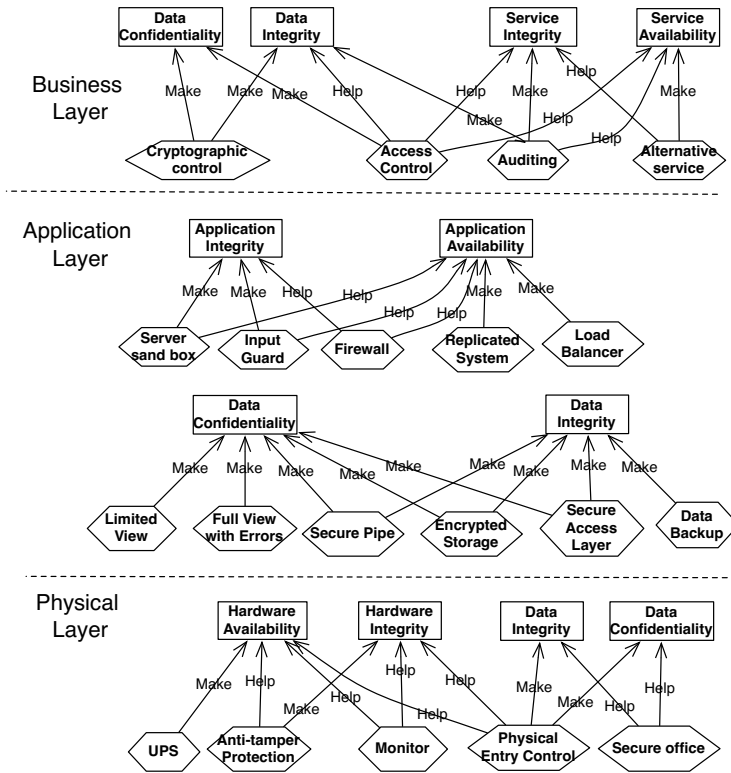 Data
Confidentiality
Data
Integrity
Service
Integrity
Service
Availability
Business
Layer
Make
Make
Make
Help
Help
Make
Make
Help
Help
Help
Make
Cryptographic
control
Access
Control
Auditing
Alternative
service
Application
Layer
Application
Integrity
Application
Availability
Make
Make
Help
Help
Help
Help
Make
Make
Server
sand box
Input
Guard
Firewall
Replicated
System
Load
Balancer
Data
Confidentiality
Data
Integrity
Make
Make
Make
Make
Make
Make
Make
Make
Make
Limited
View
Full View
with Errors
Secure Pipe
Encrypted
Storage
Secure
Access
Layer
Data
Backup
Physical
Layer
Hardware
Availability
Hardware
Integrity
Data
Integrity
Data
Confidentiality
Make
Help
Make
Help
Help
Help
Help
Make
Make
Help
Help
UPS
Anti-tamper
Protection
Monitor
Physical
Entry Control
Secure office